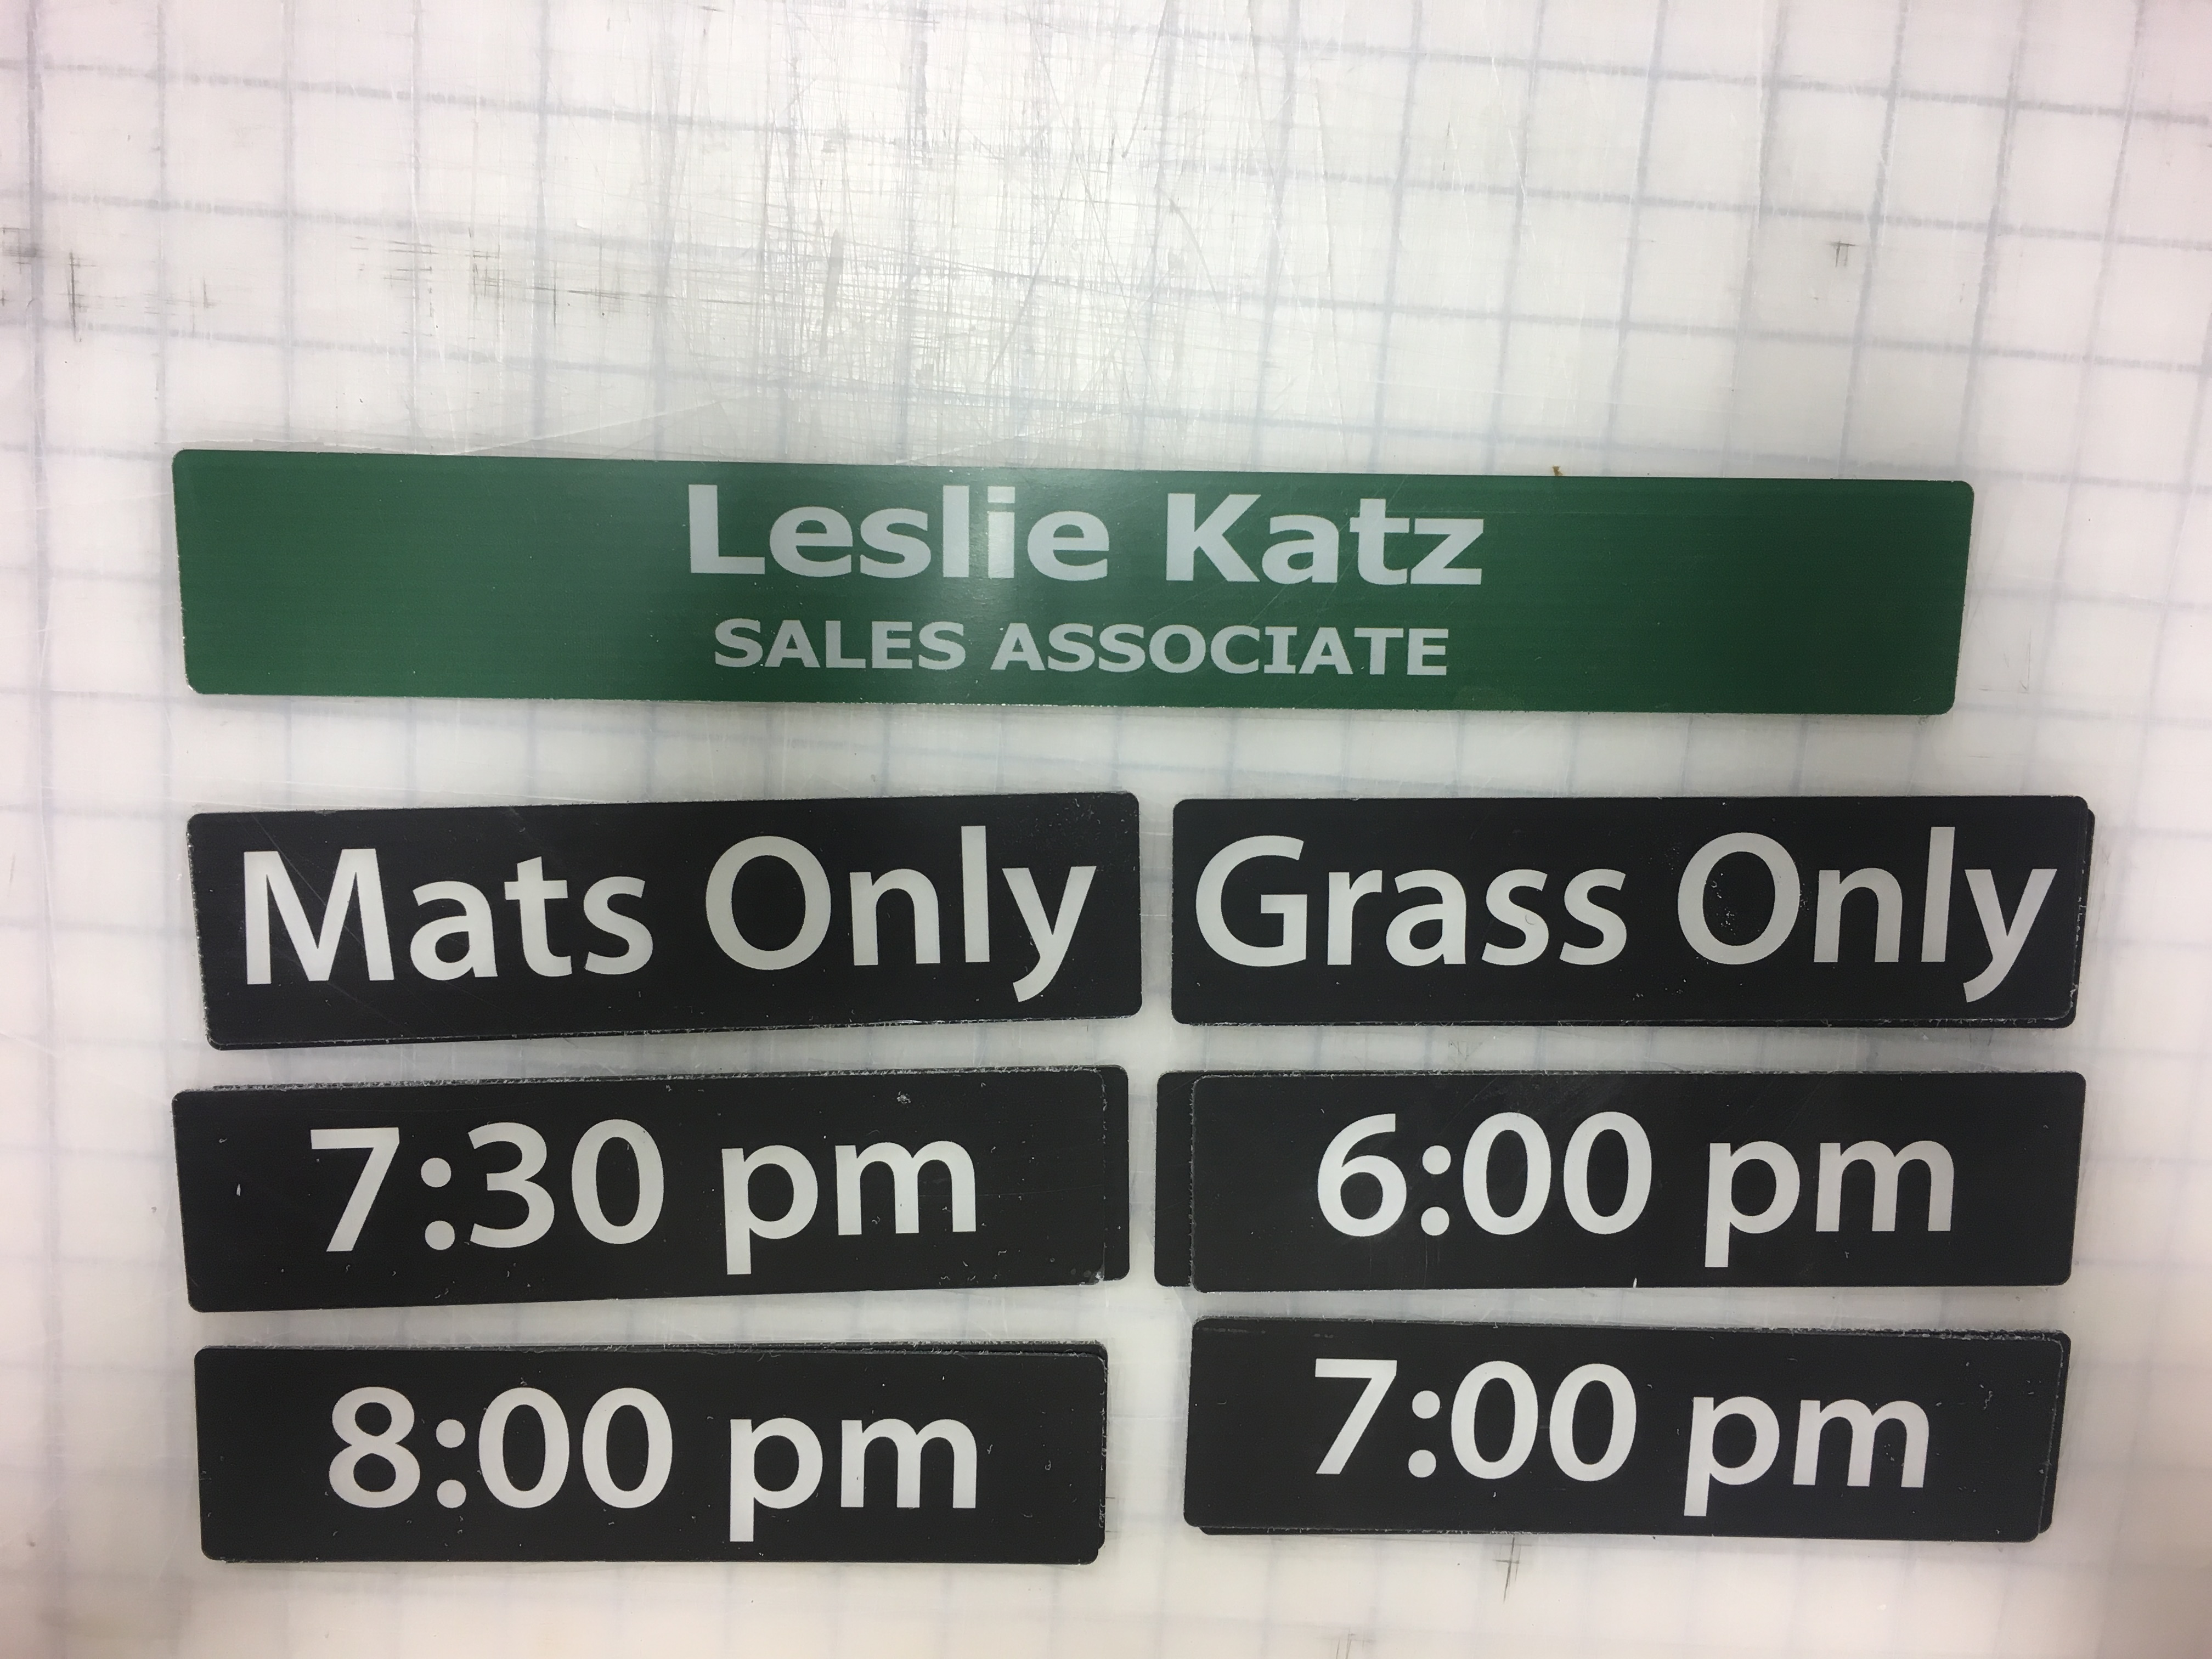 Leslie Katz
SALES ASSOCIATE
Mats Only
Grass Only
7:30 pm
6:00 pm
8:00 pm
7:00 pm